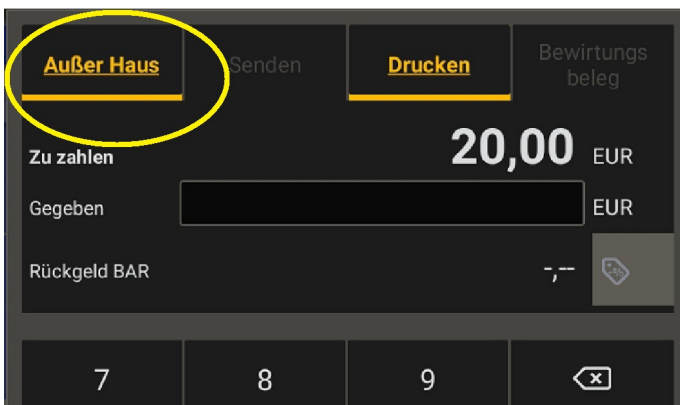 Außer Haus
Senden
Drucken
Bewirtungs
beleg
Zu zahlen
20,00 EUR
Gegeben
EUR
Rückgeld BAR
-,--
7
8
9